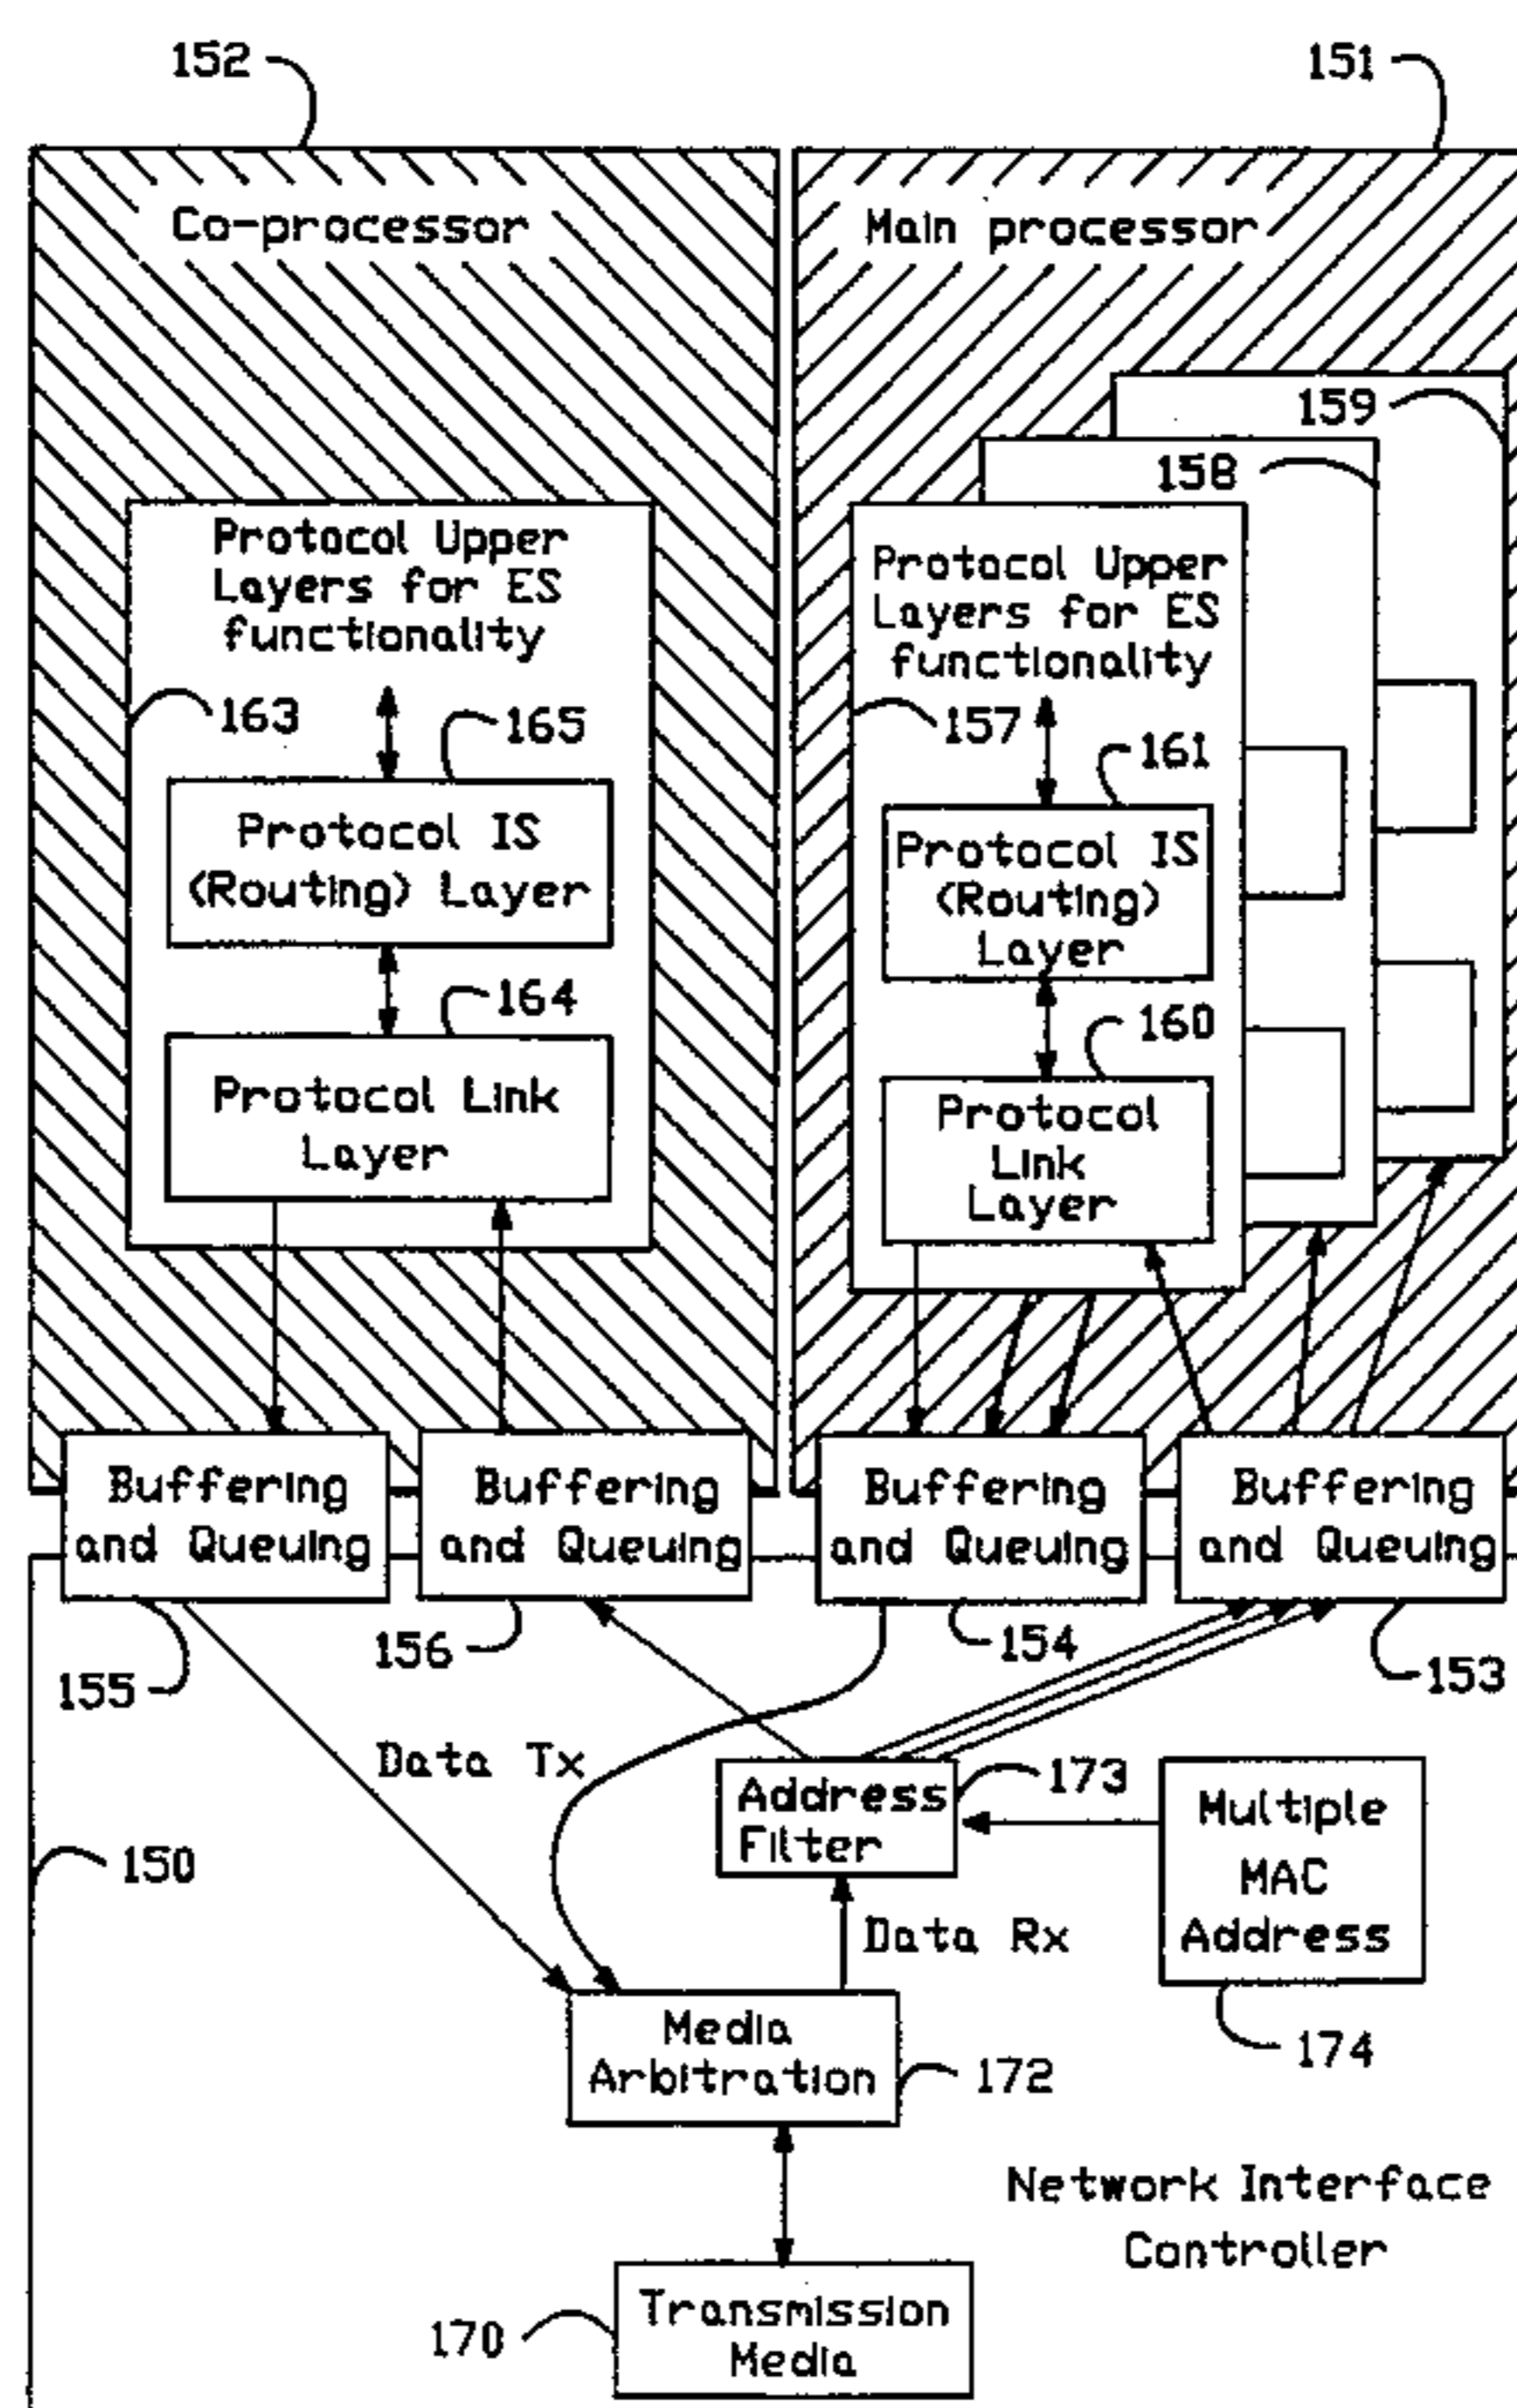 152
151
Co-processor
Main processor
159
158
Protocol Upper
Layers for ES
functionality
Protocol Upper
Layers for ES
functionality
163
165
157
161
Protocol IS
(Routing) Layer
Protocol IS
(Routing)
Layer
164
160
Protocol Link
Layer
Protocol
Link
Layer
Buffering
and Queuing
Buffering
and Queuing
Buffering
and Queuing
Buffering
and Queuing
155
156
154
153
Data Tx
Address
Filter
173
Multiple
MAC
Address
150
Data Rx
174
Media
Arbitration
172
Network Interface
Controller
170
Transmission
Media